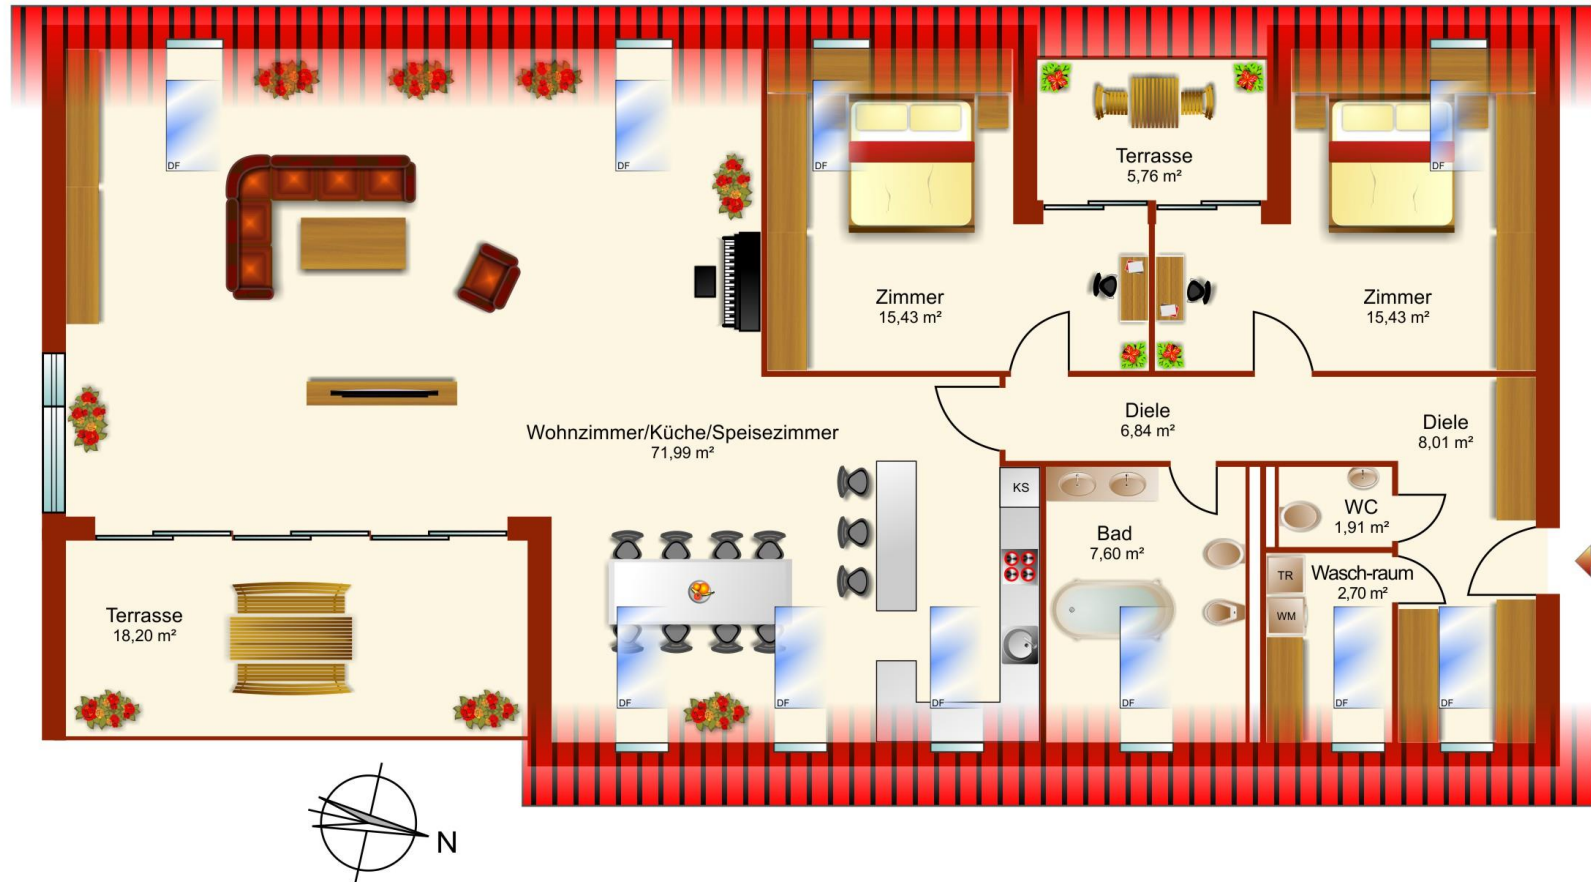 DF
DF
DF
DF
Terrasse
5,76 m²
Zimmer
15,43 m²
Zimmer
15,43 m²
Wohnzimmer/Küche/Speisezimmer
71,99 m²
Diele
6,84 m²
Diele
8,01 m²
KS
WC
1,91 m²
Bad
7,60 m²
TR
Wasch-raum
2,70 m²
WM
Terrasse
18,20 m²
DF
DF
DF
DF
DF
DF
N